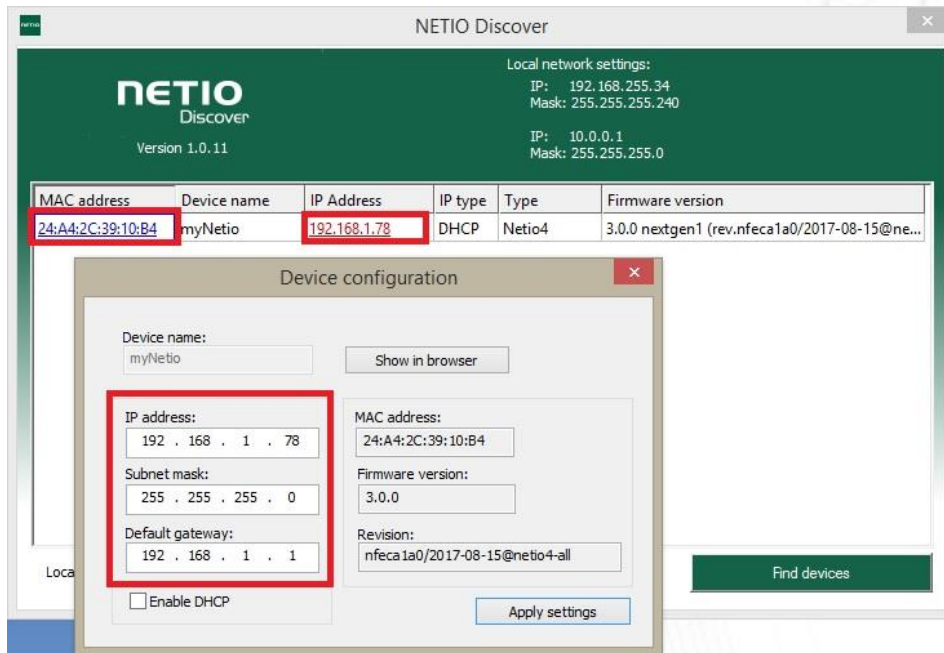 NETIO
NETIO Discover
NETIO
Discover
Version 1.0.11
Local network settings:
IP: 192.168.255.34
Mask: 255.255.255.240
IP: 10.0.0.1
Mask: 255.255.255.0
MAC address Device name IP Address IP type Type Firmware version
24:A4:2C:39:10:B4 myNetio 192.168.1.78 DHCP Netio4 3.0.0 nextgen1 (rev.nfeca1a0/2017-08-15@ne...
Device configuration
Device name:
myNetio
Show in browser
IP address:
192 . 168 . 1 . 78
Subnet mask:
255 . 255 . 255 . 0
Default gateway:
192 . 168 . 1 . 1
Enable DHCP
MAC address:
24:A4:2C:39:10:B4
Firmware version:
3.0.0
Revision:
nfeca1a0/2017-08-15@netio4-all
Apply settings
Loca
Find devices